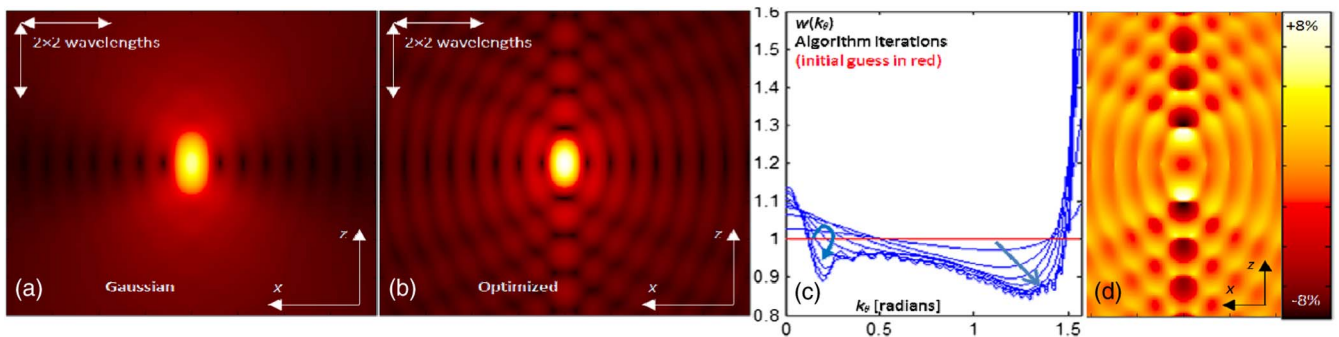 2×2 wavelengths
z
x
(a)
Gaussian
2×2 wavelengths
z
x
(b)
Optimized
1.6
1.5
1.4
1.3
1.2
1.1
1
0.9
0.8
w(kθ)
Algorithm Iterations
(initial guess in red)
(c)
kθ [radians]
0
0.5
1
1.5
(d)
z
x
+8%
-8%